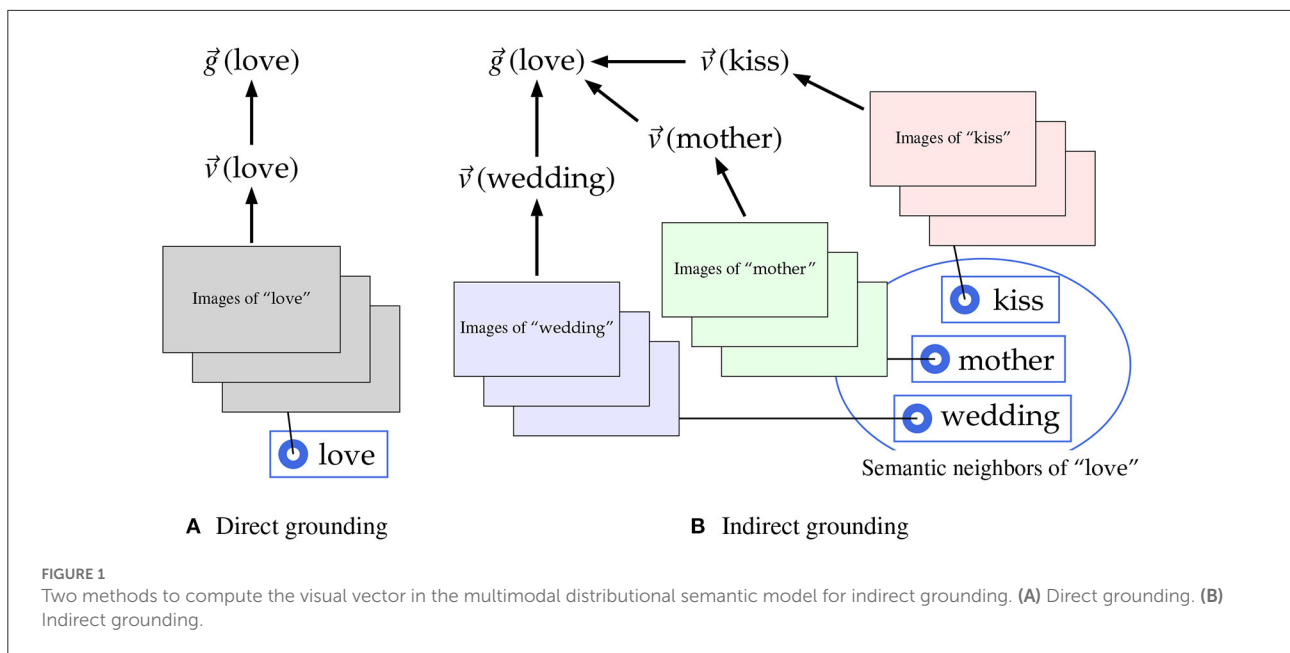 g⃗(love)
v⃗(love)
Images of “love”
love
A Direct grounding
g⃗(love)
v⃗(kiss)
v⃗(mother)
v⃗(wedding)
Images of “kiss”
Images of “mother”
Images of “wedding”
kiss
mother
wedding
Semantic neighbors of “love”
B Indirect grounding
FIGURE 1
Two methods to compute the visual vector in the multimodal distributional semantic model for indirect grounding. (A) Direct grounding. (B)
Indirect grounding.